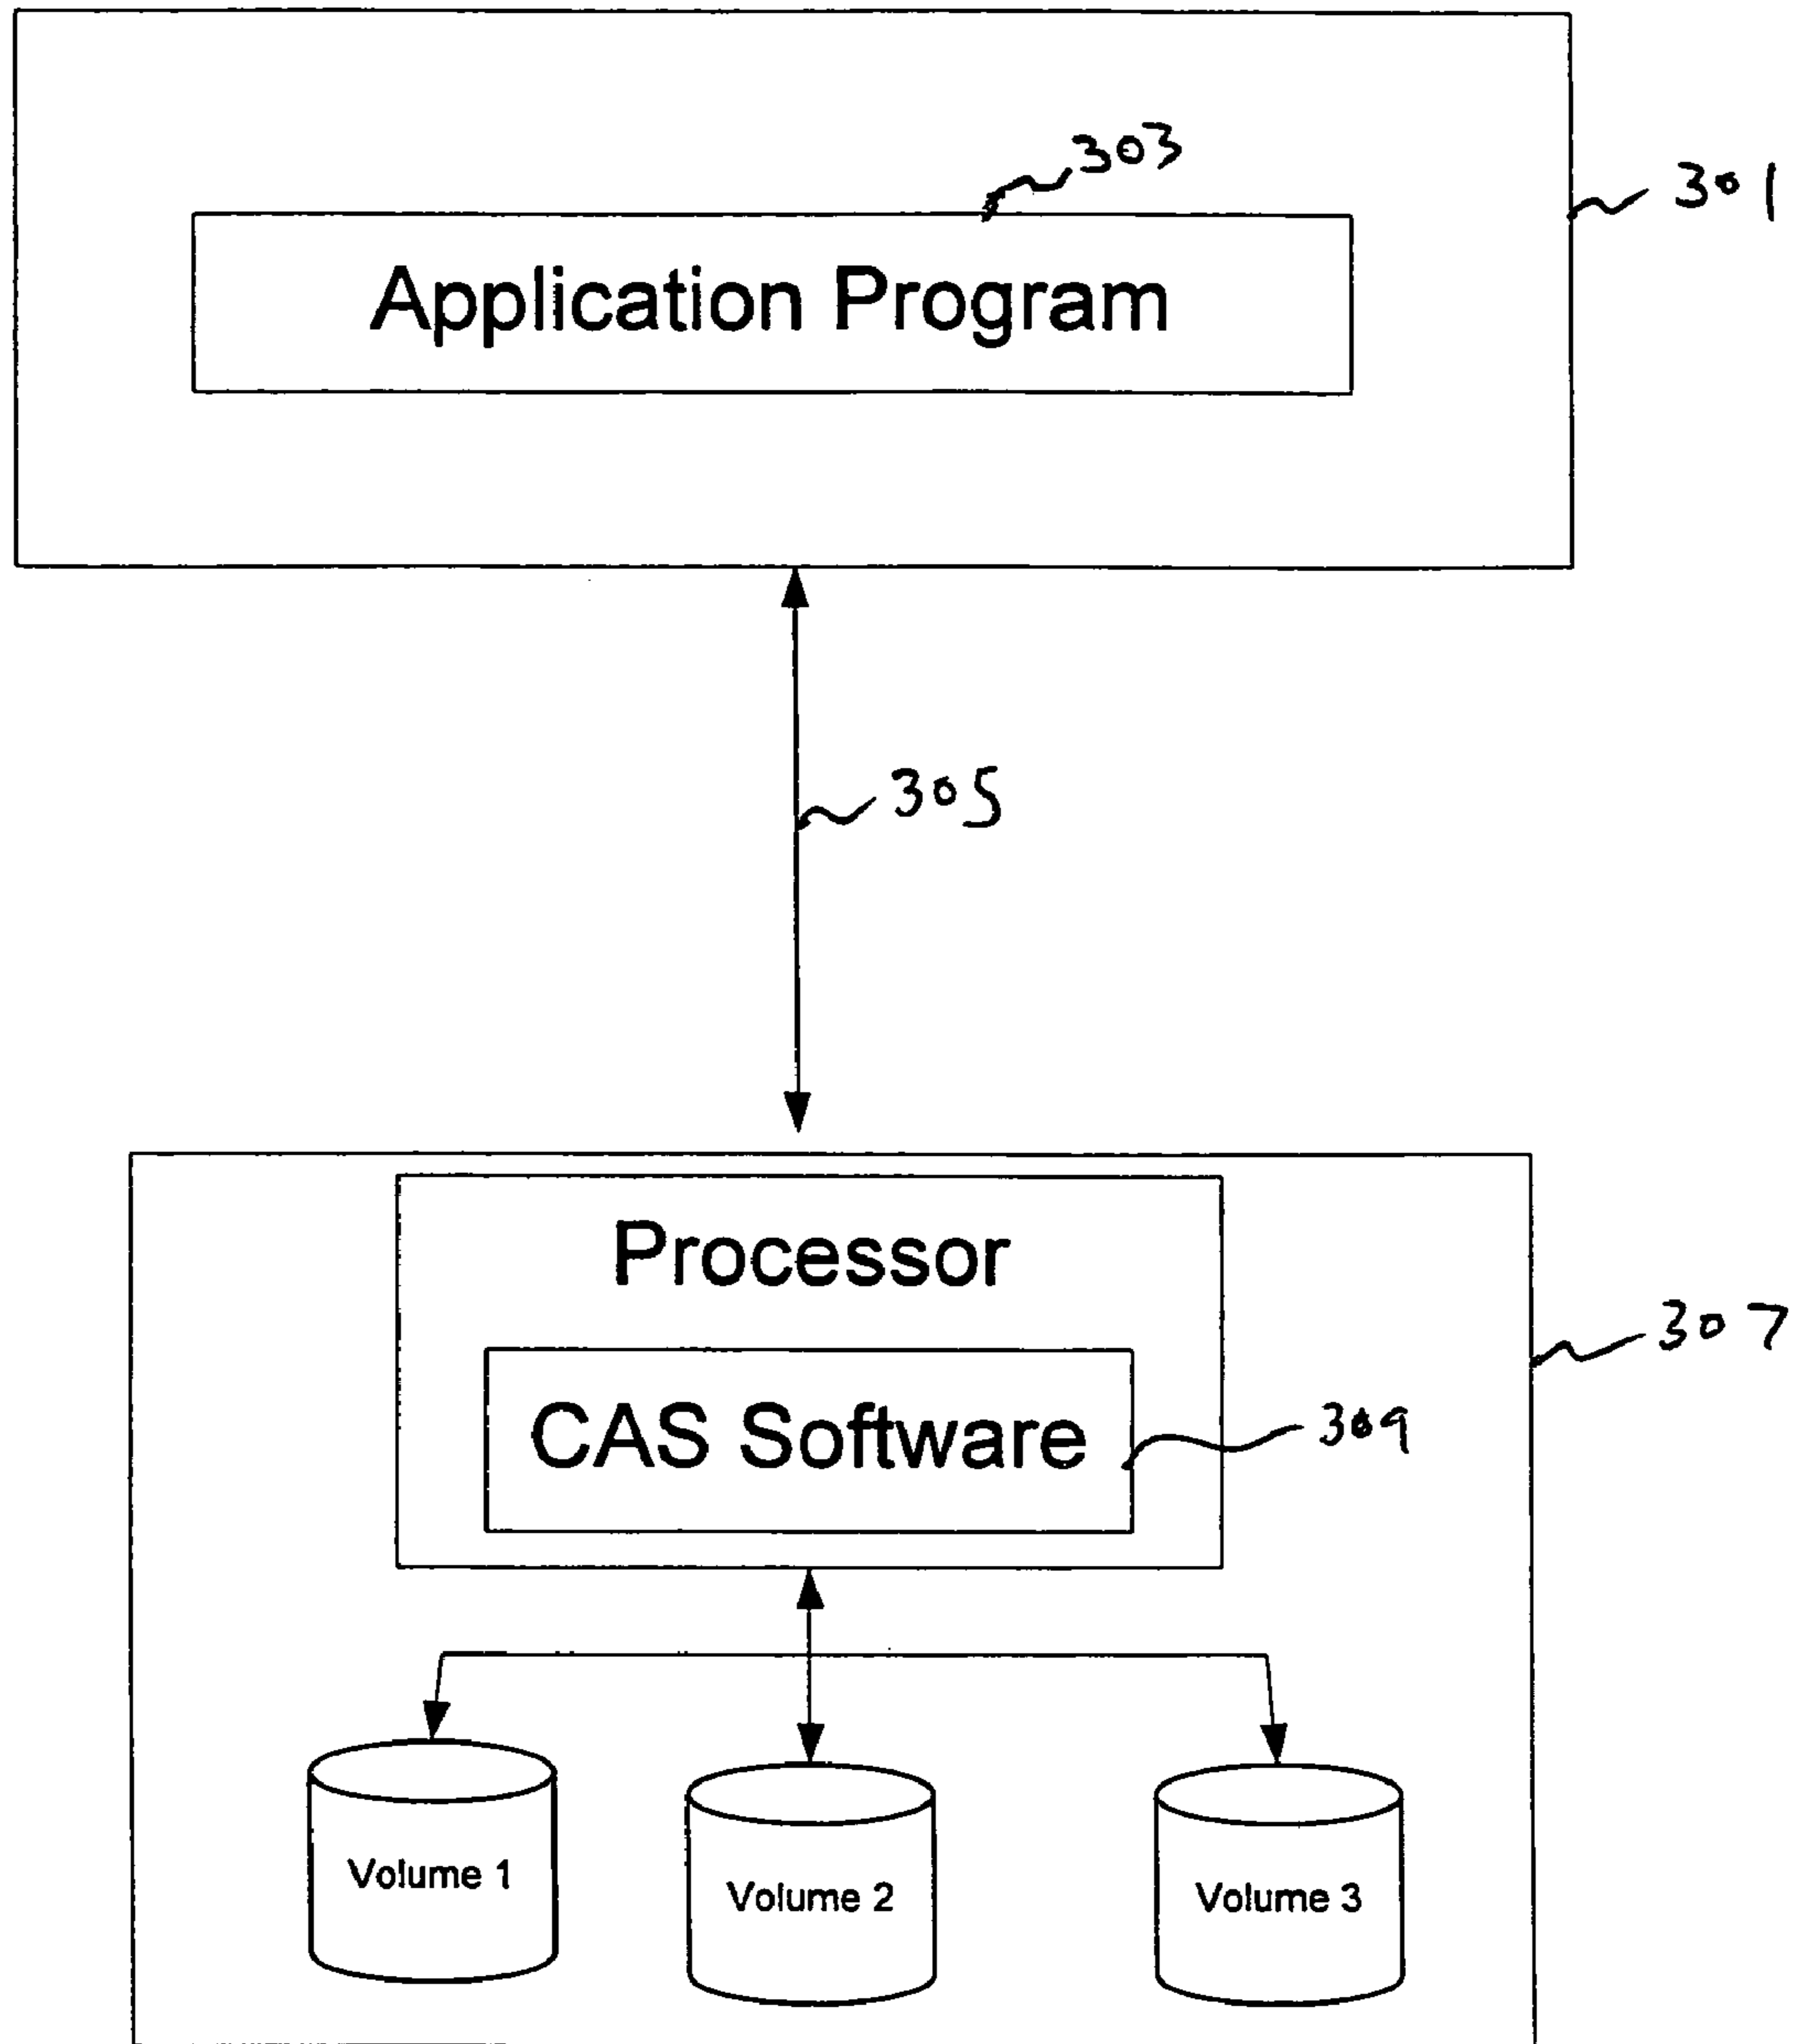 303
301
Application Program
305
Processor
307
CAS Software
309
Volume 1
Volume 2
Volume 3